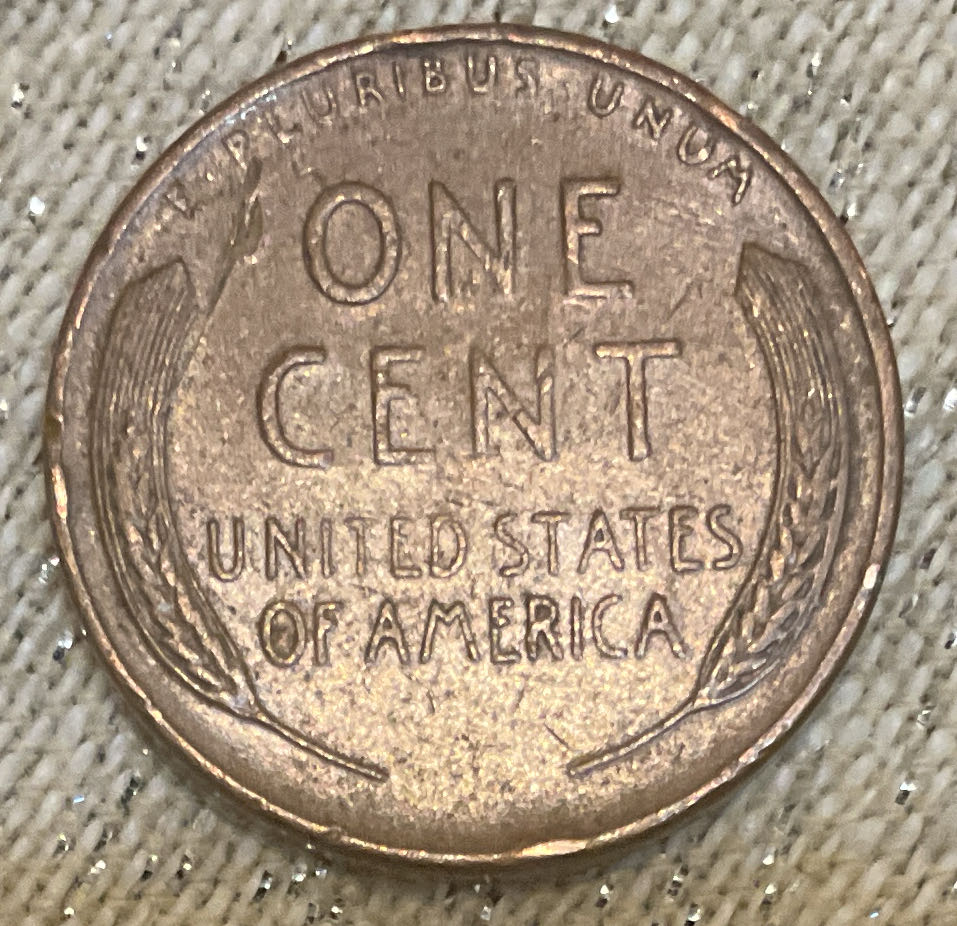 E PLURIBUS UNUM
ONE
CENT
UNITED STATES
OF AMERICA